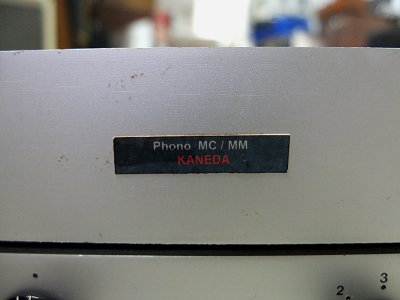 Phono MC / MM
KANEDA
3
2